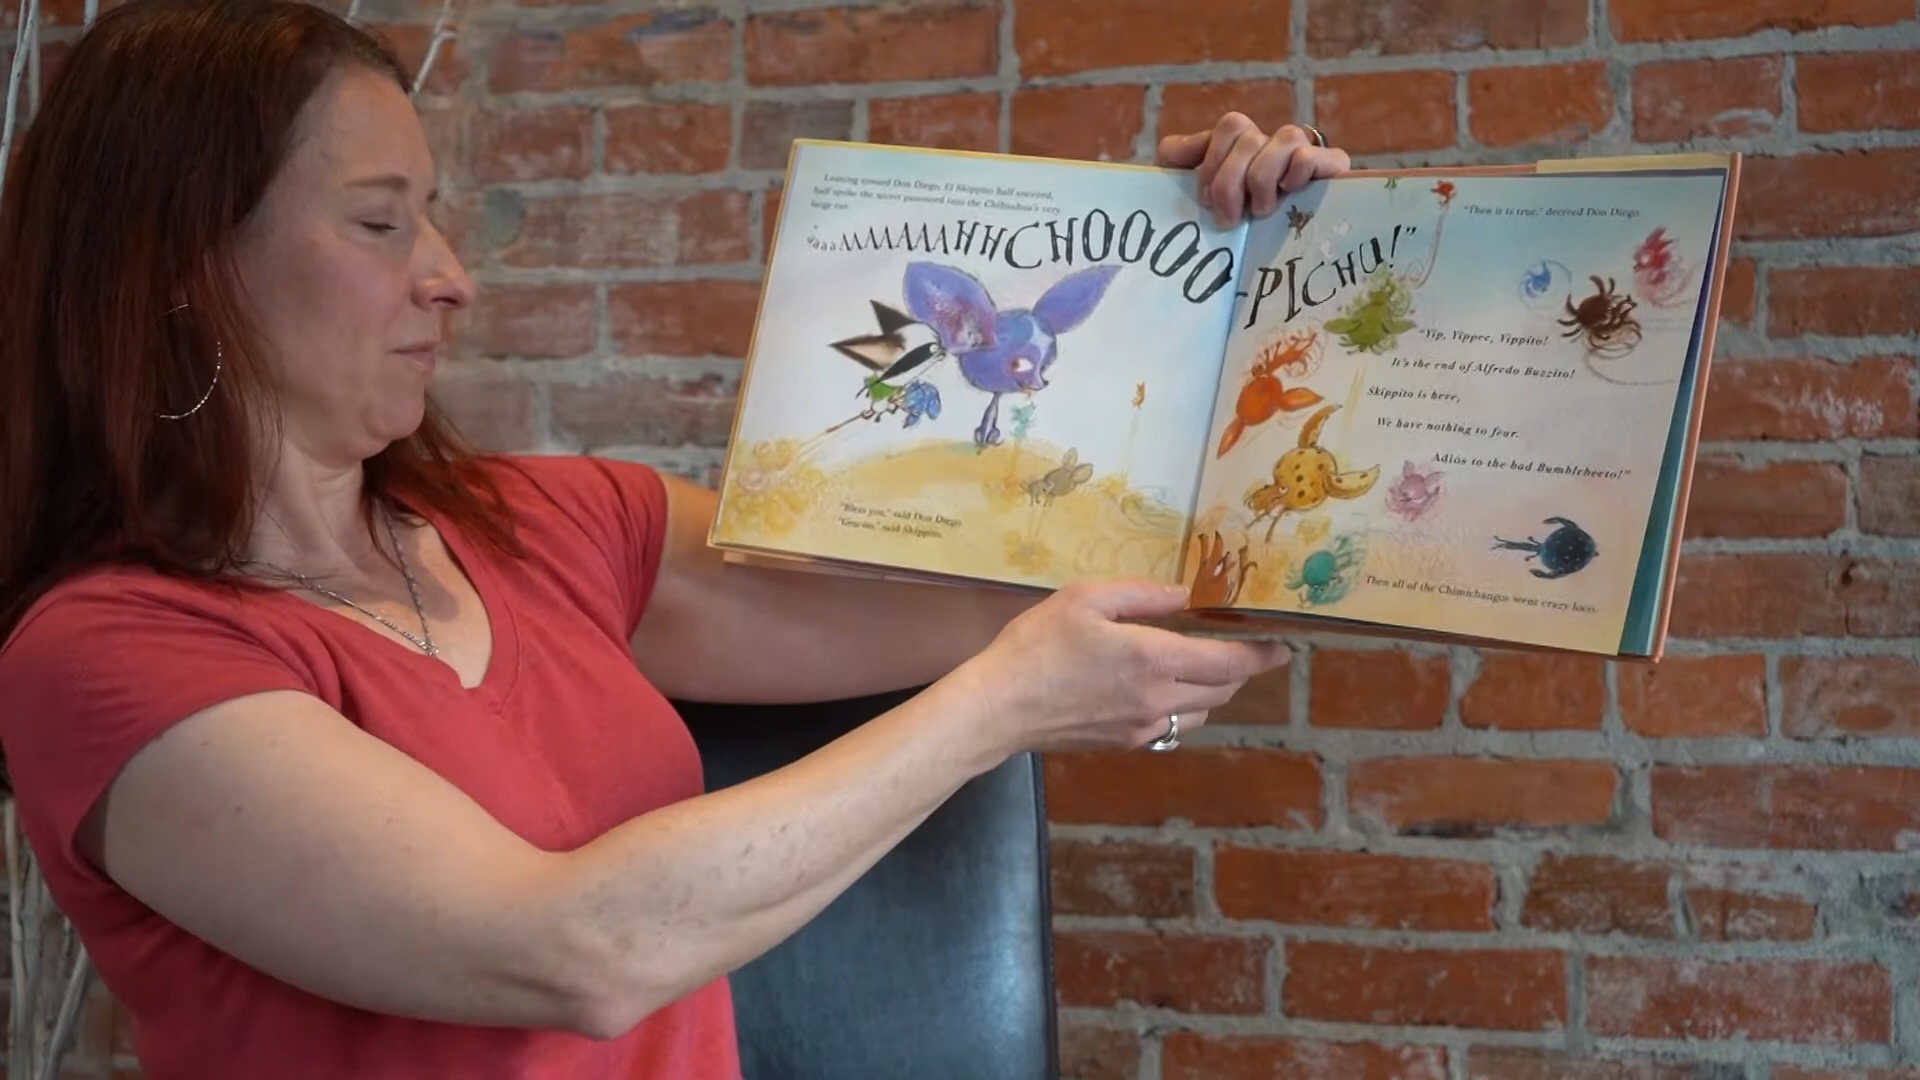 Leaning toward Don Diego, El Skippito half sneezed,
half spoke the secret password into the Chihuahua's very
large ear.
"aaaAAAAAAHHCHOOOO-PICHU!"
"Bless you," said Don Diego.
"Gracias," said Skippito.
"Then it is true," decreed Don Diego.
"Yip, Yippee, Yippito!
It's the end of Alfredo Buzzito!
Skippito is here,
We have nothing to fear.
Adiós to the bad Bumblebeeto!"
Then all of the Chimichangos went crazy loco.